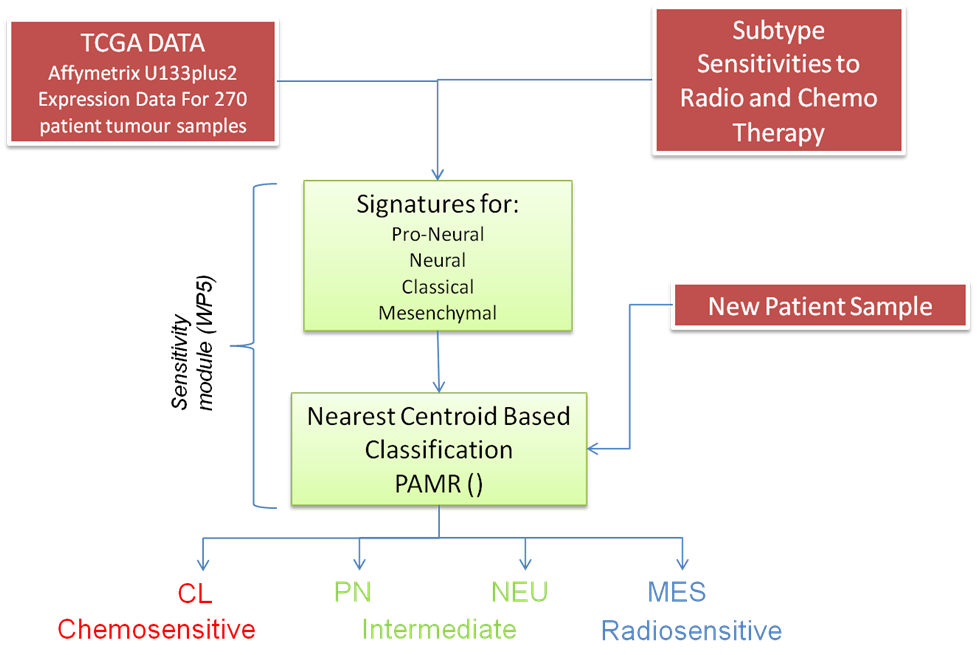 TCGA DATA
Affymetrix U133plus2
Expression Data For 270
patient tumour samples
Subtype
Sensitivities to
Radio and Chemo
Therapy
Signatures for:
Pro-Neural
Neural
Classical
Mesenchymal
Sensitivity
module (WP5)
New Patient Sample
Nearest Centroid Based
Classification
PAMR ()
CL
PN
NEU
MES
Chemosensitive
Intermediate
Radiosensitive